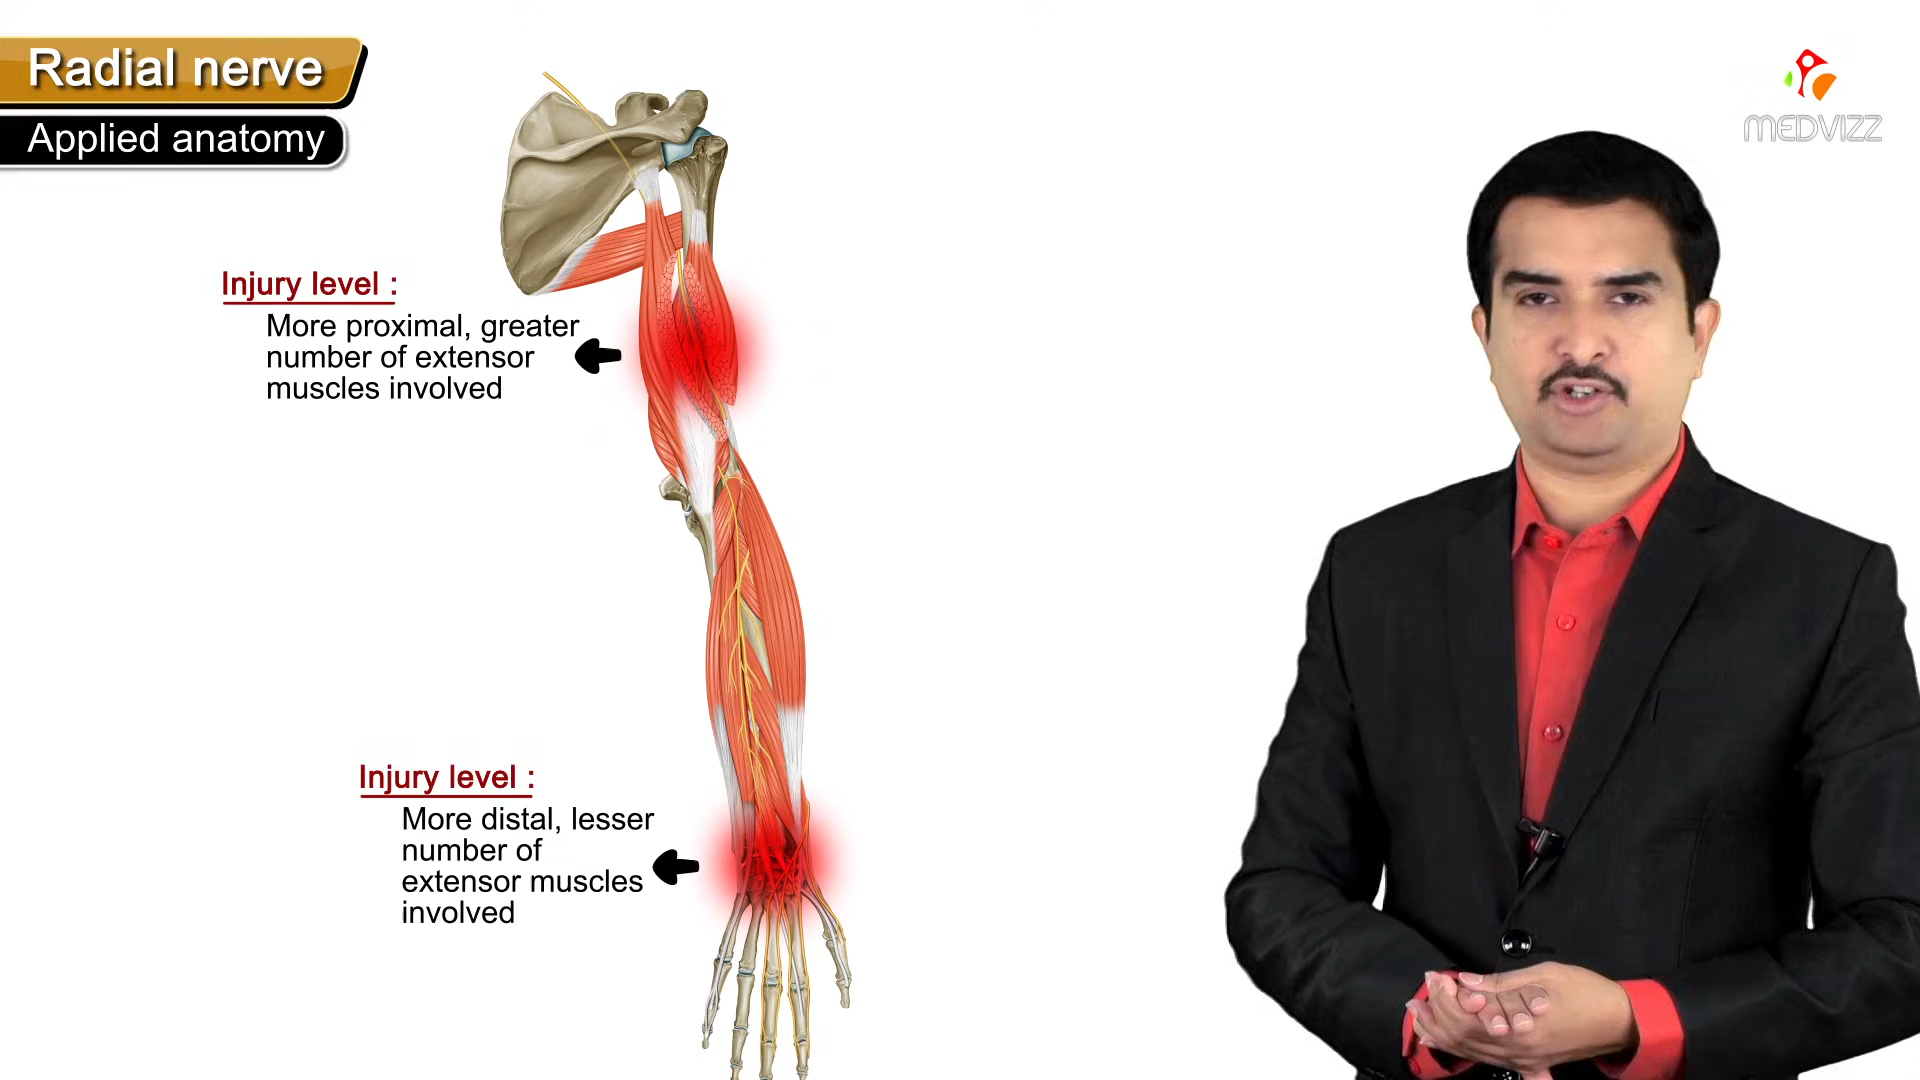 Radial nerve
Applied anatomy
MEDVIZZ
Injury level :
More proximal, greater
number of extensor
muscles involved
Injury level :
More distal, lesser
number of
extensor muscles
involved